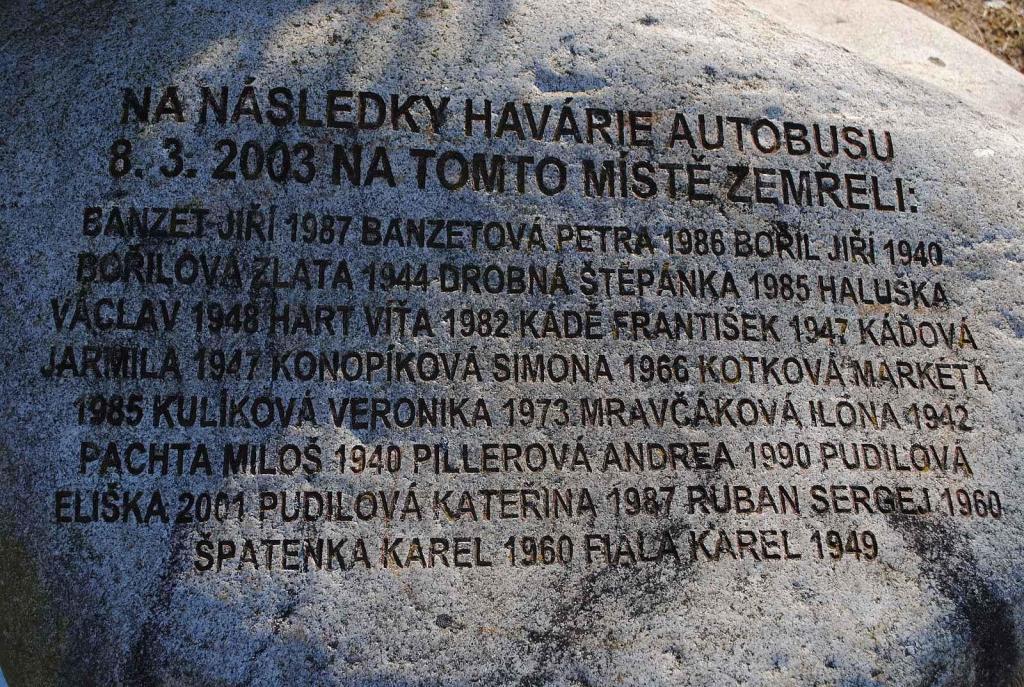 NA NÁSLEDKY HAVÁRIE AUTOBUSU
8. 3. 2003 NA TOMTO MÍSTĚ ZEMŘELI:
BANZET JIŘÍ 1987 BANZETOVÁ PETRA 1986 BOŘIL JIŘÍ 1940
BOŘILOVÁ ZLATA 1944 DROBNÁ ŠTĚPÁNKA 1985 HALUŠKA
VÁCLAV 1948 HART VÍŤA 1982 KÁDĚ FRANTIŠEK 1947 KÁĎOVÁ
JARMILA 1947 KONOPÍKOVÁ SIMONA 1966 KOTKOVÁ MARKÉTA
1985 KULÍKOVÁ VERONIKA 1973 MRAVČÁKOVÁ ILONA 1942
PACHTA MILOŠ 1940 PILLEROVÁ ANDREA 1990 PUDILOVÁ
ELIŠKA 2001 PUDILOVÁ KATEŘINA 1987 RUBAN SERGEJ 1960
ŠPATENKA KAREL 1960 FIALA KAREL 1949